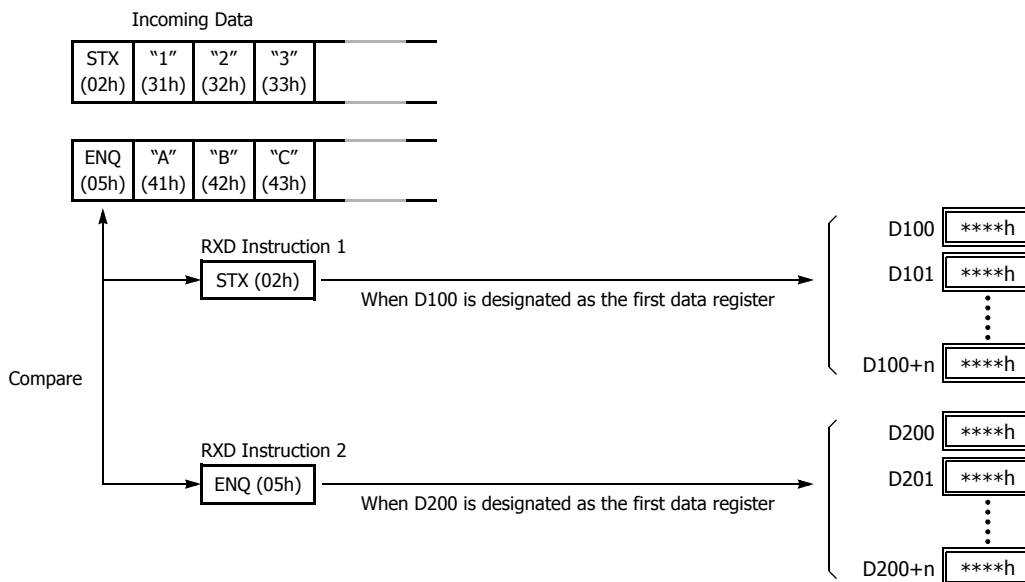 Incoming Data
STX “1” “2” “3”
(02h) (31h) (32h) (33h)
ENQ “A” “B” “C”
(05h) (41h) (42h) (43h)
RXD Instruction 1
STX (02h)
When D100 is designated as the first data register
D100 ****h
D101 ****h
D100+n ****h
Compare
RXD Instruction 2
ENQ (05h)
When D200 is designated as the first data register
D200 ****h
D201 ****h
D200+n ****h